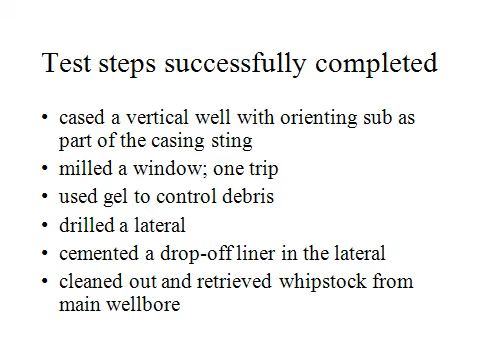 Test steps successfully completed
• cased a vertical well with orienting sub as
part of the casing sting
• milled a window; one trip
• used gel to control debris
• drilled a lateral
• cemented a drop-off liner in the lateral
• cleaned out and retrieved whipstock from
main wellbore